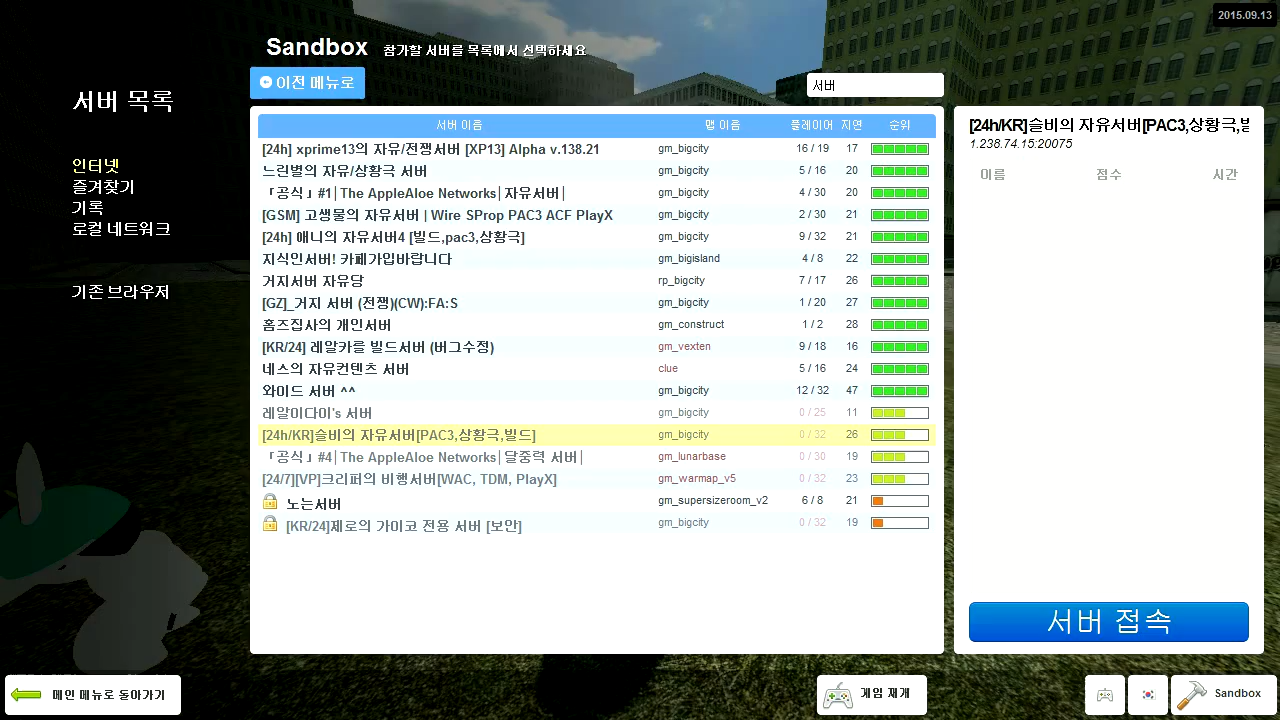 2015.09.13
Sandbox 참가할 서버를 목록에서 선택하세요
이전 메뉴로
서버
서버 목록
인터넷
즐겨찾기
기록
로컬 네트워크
기존 브라우저
서버 이름 맵 이름 플레이어 지연 순위
[24h] xprime13의 자유/전쟁서버 [XP13] Alpha v.138.21 gm_bigcity 16 / 19 17
느린별의 자유/상황극 서버 gm_bigcity 5 / 16 20
「공식」#1│The AppleAloe Networks│자유서버│ gm_bigcity 4 / 30 20
[GSM] 고생물의 자유서버 | Wire SProp PAC3 ACF PlayX gm_bigcity 2 / 30 21
[24h] 애니의 자유서버4 [빌드,pac3,상황극] gm_bigcity 9 / 32 21
지식인서버! 카페가입바랍니다 gm_bigisland 4 / 8 22
거지서버 자유당 rp_bigcity 7 / 17 26
[GZ]_거지 서버 (전쟁)(CW):FA:S gm_bigcity 1 / 20 27
홈즈집사의 개인서버 gm_construct 1 / 2 28
[KR/24] 레알카를 빌드서버 (버그수정) gm_vexten 9 / 18 16
네스의 자유컨텐츠 서버 clue 5 / 16 24
와이드 서버 ^^ gm_bigcity 12 / 32 47
레알이다이's 서버 gm_bigcity 0 / 25 11
[24h/KR]슬비의 자유서버[PAC3,상황극,빌드] gm_bigcity 0 / 32 26
「공식」#4│The AppleAloe Networks│달중력 서버│ gm_lunarbase 0 / 30 19
[24/7][VP]크리퍼의 비행서버[WAC, TDM, PlayX] gm_warmap_v5 0 / 32 23
노는서버 gm_supersizeroom_v2 6 / 8 21
[KR/24]제로의 가이코 전용 서버 [보안] gm_bigcity 0 / 32 19
[24h/KR]슬비의 자유서버[PAC3,상황극,빌
1.238.74.15:20075
이름 점수 시간
서버 접속
메인 메뉴로 돌아가기
게임 재개
Sandbox